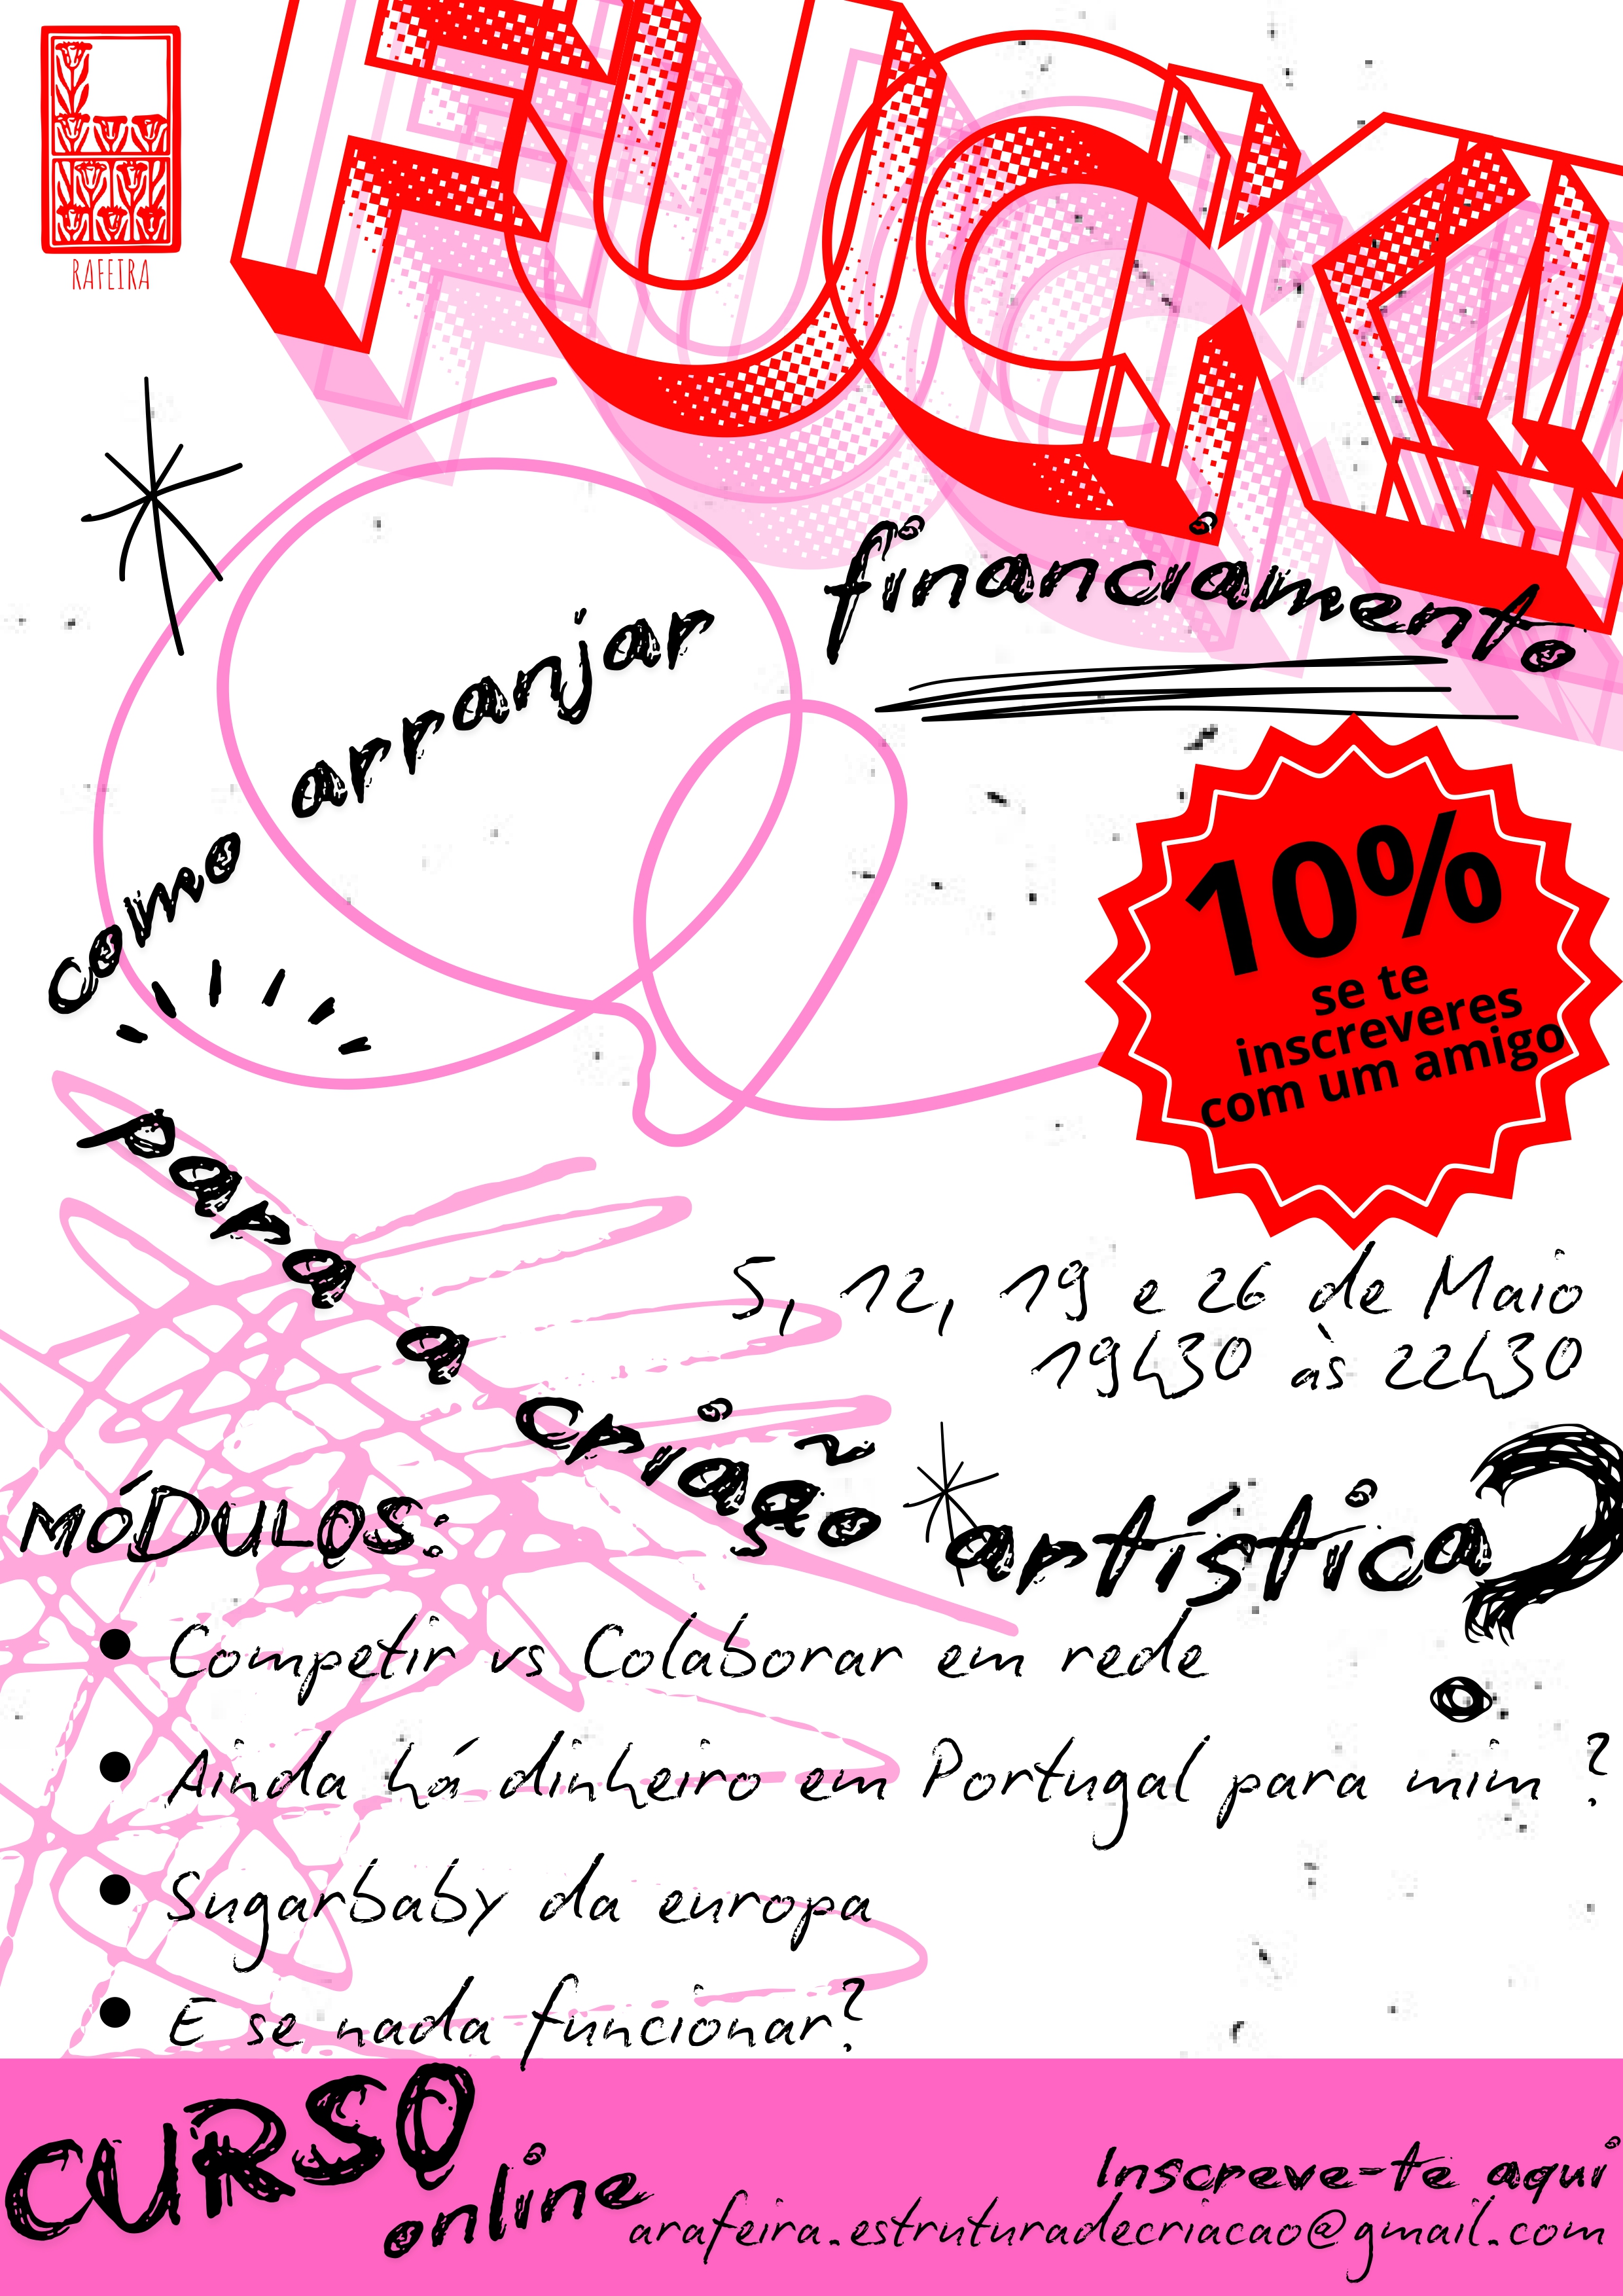 RAFEIRA
FUCK!!
como arranjar financiamento
para a criação artística?
10%
se te
inscreveres
com um amigo
5, 12, 19 e 26 de Maio
19h30 às 22h30
MÓDULOS:
• Competir vs Colaborar em rede
• Ainda há dinheiro em Portugal para mim ?
• Sugarbaby da europa
• E se nada funcionar?
CURSO
online
Inscreve-te aqui
arafeira.estruturadecriacao@gmail.com